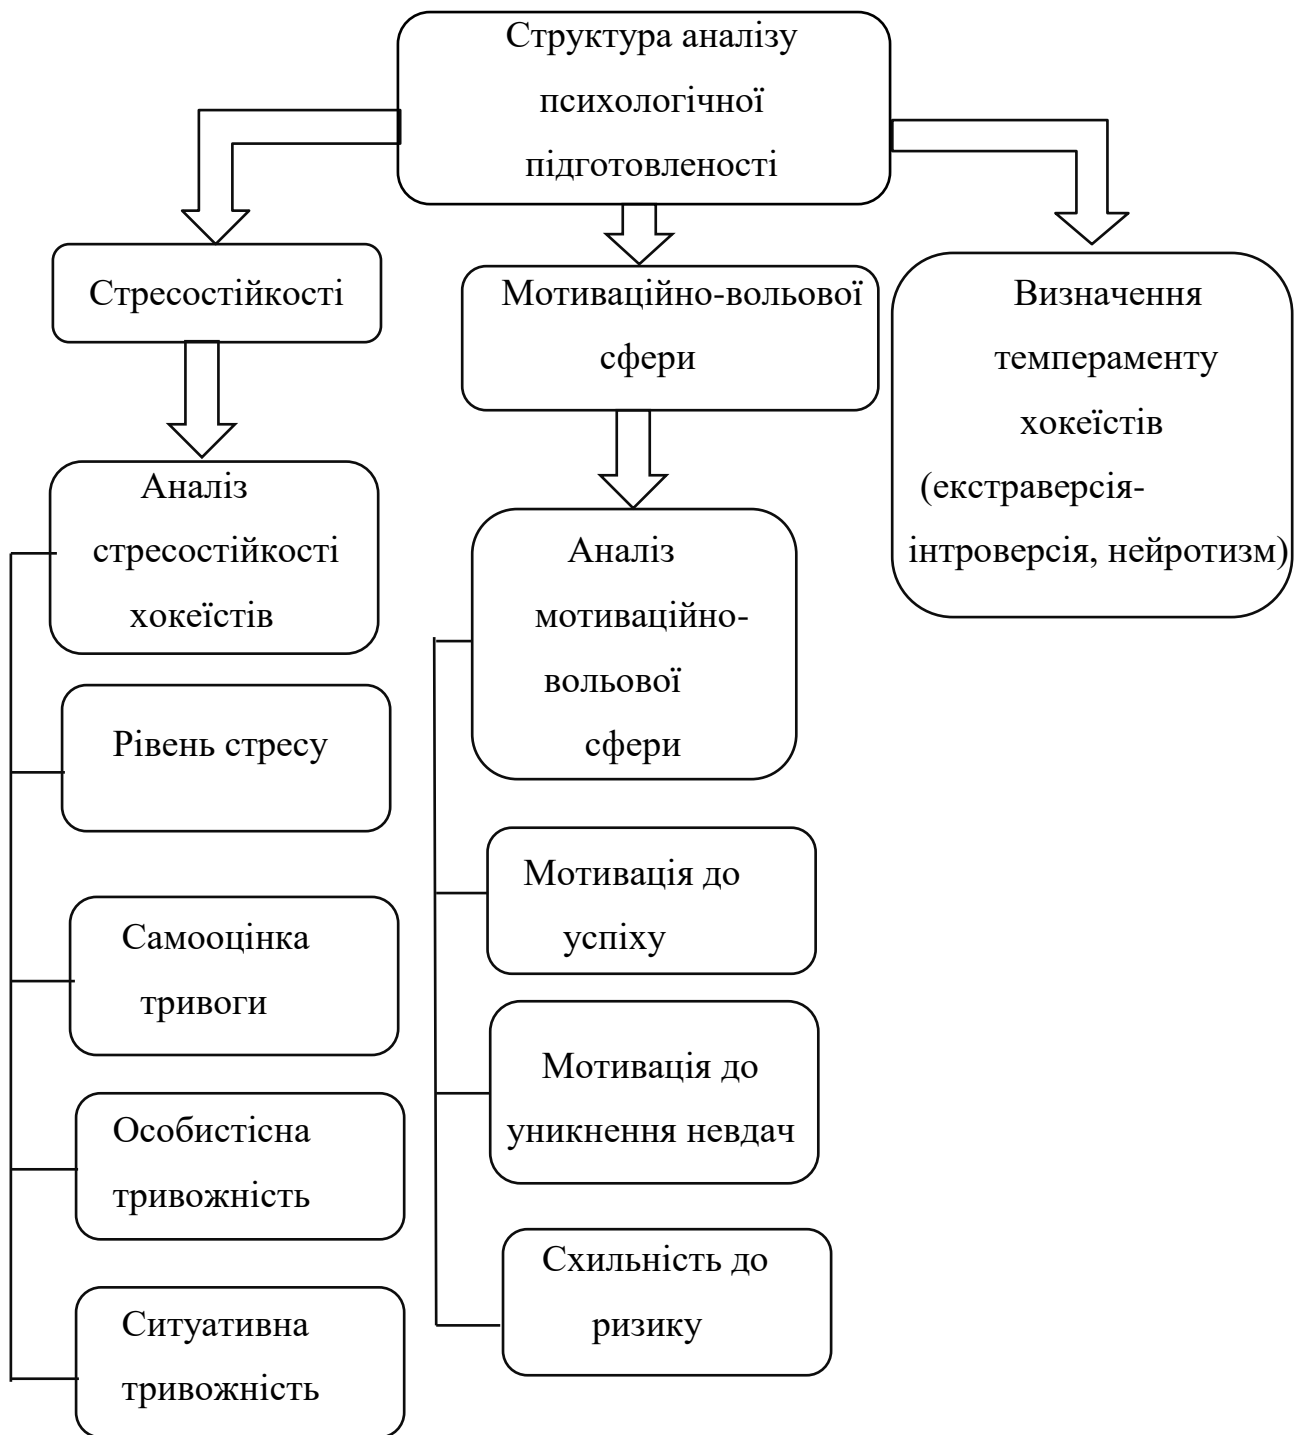 Структура аналізу
психологічної
підготовленості
Стресостійкості
Мотиваційно-вольової
сфери
Визначення
темпераменту
хокеїстів
(екстраверсія-
інтроверсія, нейротизм)
Аналіз
стресостійкості
хокеїстів
Рівень стресу
Самооцінка
тривоги
Особистісна
тривожність
Ситуативна
тривожність
Аналіз
мотиваційно-
вольової
сфери
Мотивація до
успіху
Мотивація до
уникнення невдач
Схильність до
ризику